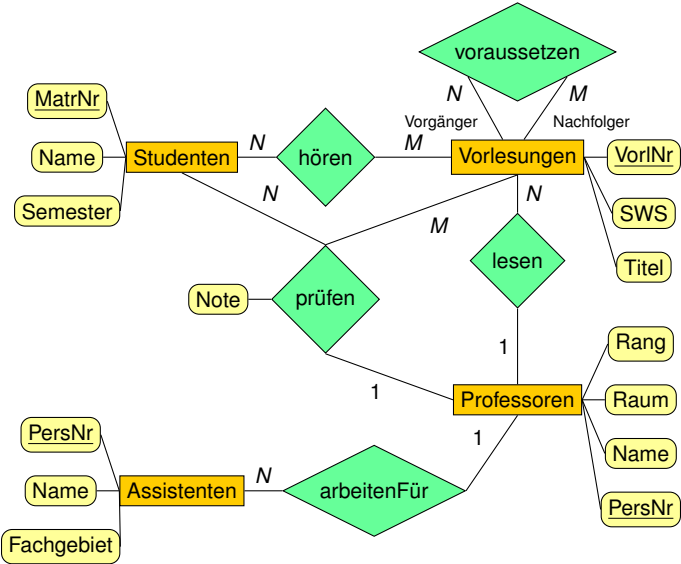 voraussetzen
N
M
Vorgänger
Nachfolger
MatrNr
Name
Semester
Studenten
N
hören
M
Vorlesungen
VorlNr
SWS
Titel
N
M
N
Note
prüfen
lesen
1
1
Professoren
Rang
Raum
Name
PersNr
1
PersNr
Name
Fachgebiet
Assistenten
N
arbeitenFür